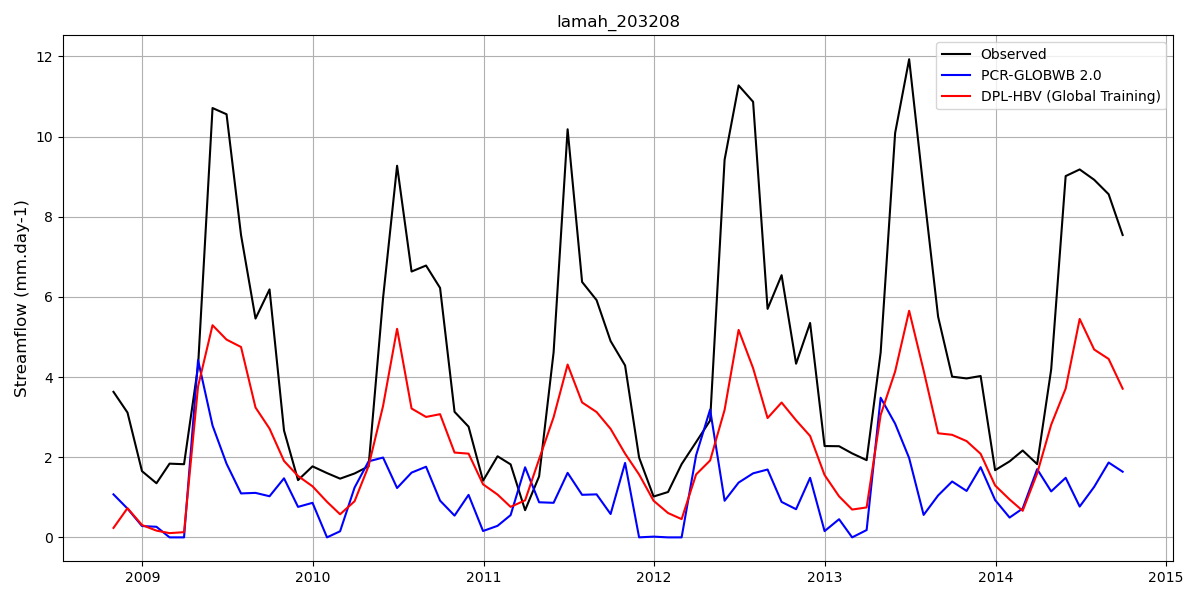 lamah_203208
Observed
PCR-GLOBWB 2.0
DPL-HBV (Global Training)
Streamflow (mm.day-1)
12
10
8
6
4
2
0
2009
2010
2011
2012
2013
2014
2015